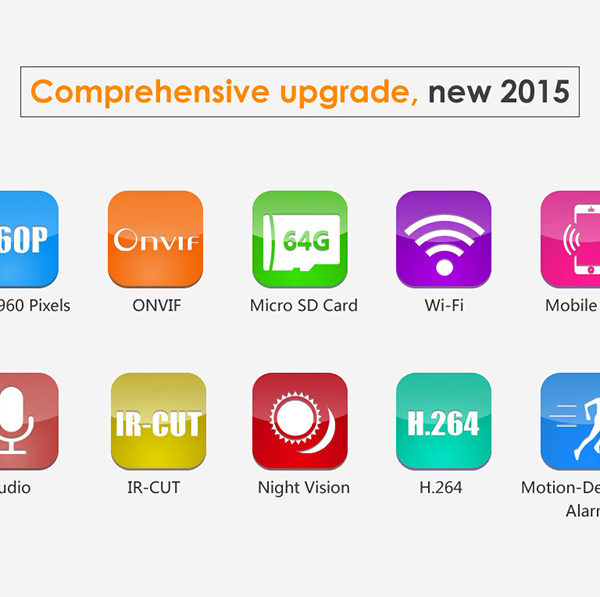 Comprehensive upgrade, new 2015
60P
ONVIF
64G
960 Pixels
ONVIF
Micro SD Card
Wi-Fi
Mobile
IR-CUT
H.264
udio
IR-CUT
Night Vision
H.264
Motion-De
Alar